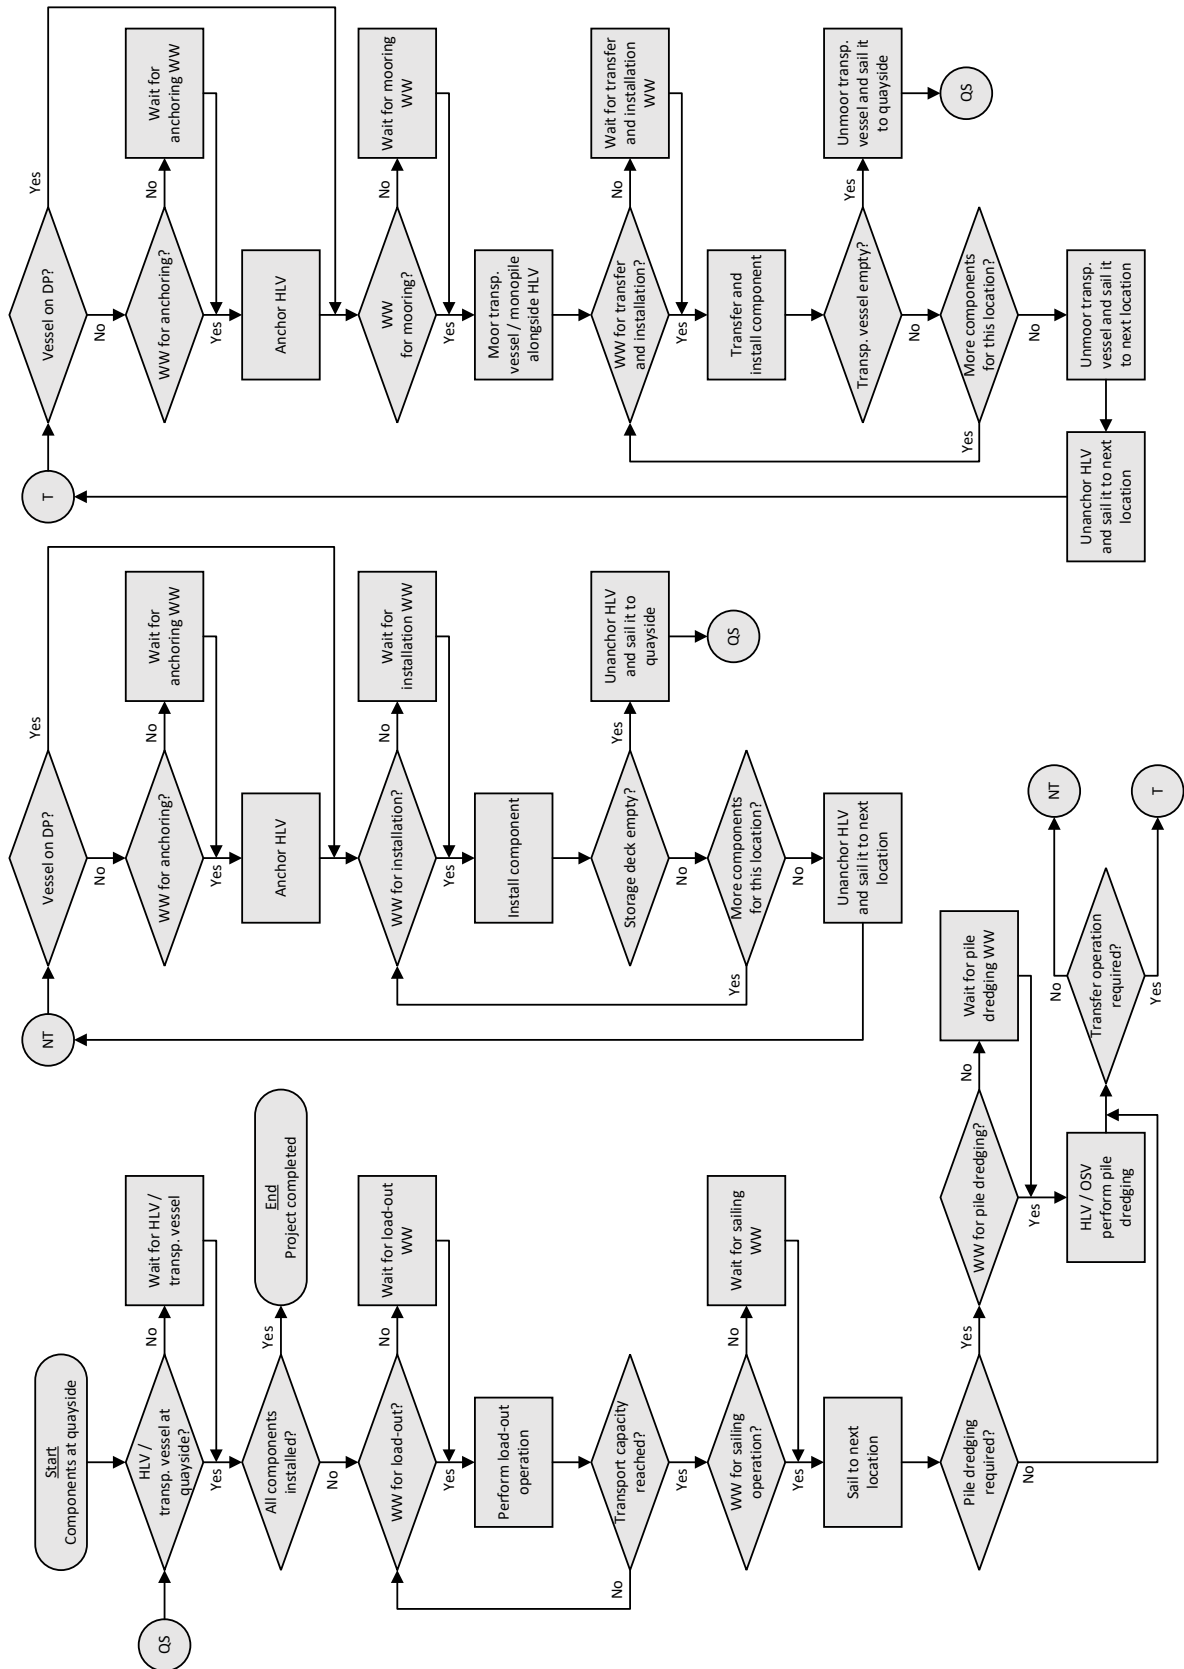 Start
Components at quayside
QS
HLV /
transp. vessel at
quayside?
No
Wait for HLV /
transp. vessel
Yes
All components
installed?
Yes
End
Project completed
No
WW for load-out?
No
Wait for load-out
WW
Yes
Perform load-out
operation
Transport capacity
reached?
No
Yes
WW for sailing
operation?
No
Wait for sailing
WW
Yes
Sail to next
location
Pile dredging
required?
No
Yes
WW for pile dredging?
No
Wait for pile
dredging WW
Yes
HLV / OSV
perform pile
dredging
Transfer operation
required?
No
NT
Yes
T
NT
Vessel on DP?
Yes
No
WW for anchoring?
No
Wait for
anchoring WW
Yes
Anchor HLV
WW for installation?
No
Wait for
installation WW
Yes
Install component
Storage deck empty?
Yes
Unanchor HLV
and sail it to
quayside
QS
No
More components
for this location?
Yes
No
Unanchor HLV
and sail it to next
location
T
Vessel on DP?
Yes
No
WW for anchoring?
No
Wait for
anchoring WW
Yes
Anchor HLV
WW
for mooring?
No
Wait for mooring
WW
Yes
Moor transp.
vessel / monopile
alongside HLV
WW for transfer
and installation?
No
Wait for transfer
and installation
WW
Yes
Transfer and
install component
Transp. vessel empty?
Yes
Unmoor transp.
vessel and sail it
to quayside
QS
No
More components
for this location?
Yes
No
Unmoor transp.
vessel and sail it
to next location
Unanchor HLV
and sail it to next
location